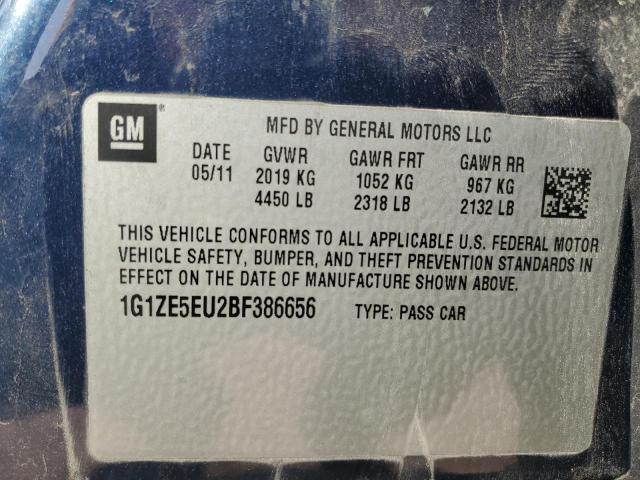 GM ®
MFD BY GENERAL MOTORS LLC
DATE GVWR GAWR FRT GAWR RR
05/11 2019 KG 1052 KG 967 KG
4450 LB 2318 LB 2132 LB
THIS VEHICLE CONFORMS TO ALL APPLICABLE U.S. FEDERAL MOTOR
VEHICLE SAFETY, BUMPER, AND THEFT PREVENTION STANDARDS IN
EFFECT ON THE DATE OF MANUFACTURE SHOWN ABOVE.
1G1ZE5EU2BF386656 TYPE: PASS CAR